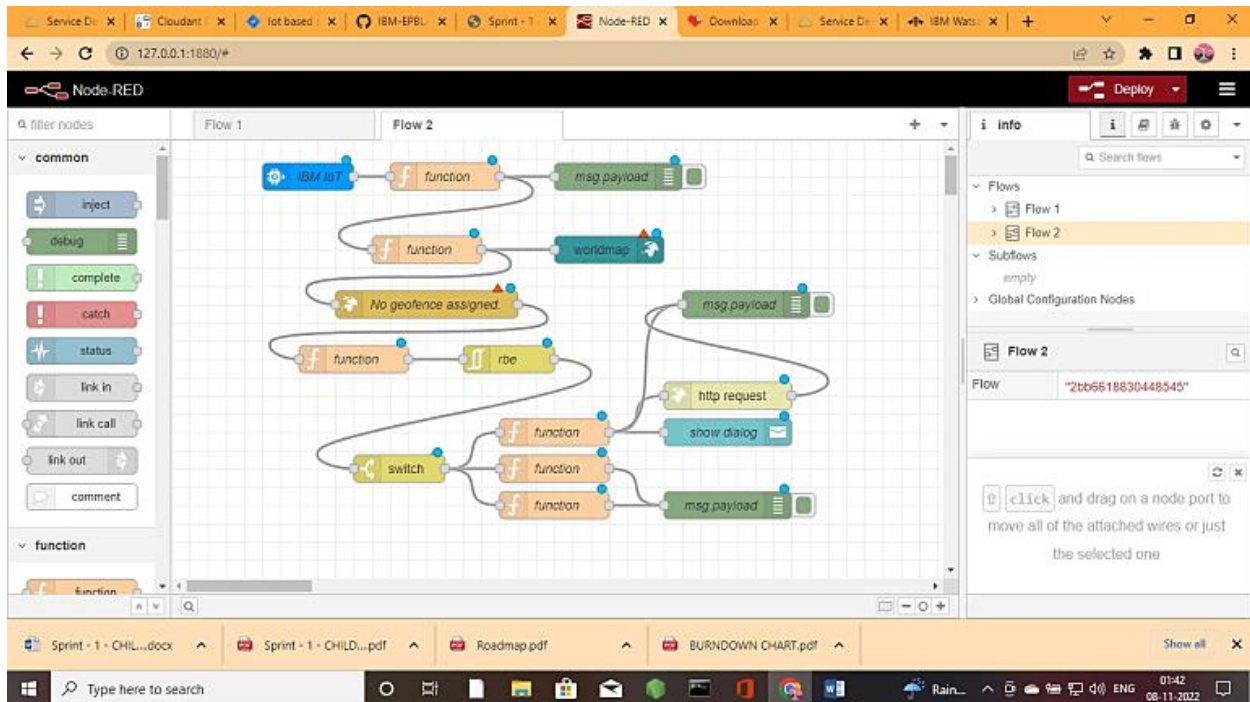 Service De
Cloudant
Iot based
IBM-EPBL
Sprint - 1
Node-RED
Download
Service De
IBM Wats
127.0.0.1:1880/#
Node-RED
Deploy
filter nodes
Flow 1
Flow 2
i info
Search flows
common
inject
debug
complete
catch
status
link in
link call
link out
comment
function
function
IBM IoT
function
msg.payload
function
worldmap
No geofence assigned.
msg.payload
function
rbe
http request
function
show dialog
switch
function
function
msg.payload
Flows
Flow 1
Flow 2
Subflows
empty
Global Configuration Nodes
Flow 2
Flow "2bb6618830448545"
click and drag on a node port to
move all of the attached wires or just
the selected one
Sprint - 1 - CHIL....docx
Sprint - 1 - CHILD....pdf
Roadmap.pdf
BURNDOWN CHART.pdf
Show all
Type here to search
Rain...
ENG
01:42
08-11-2022